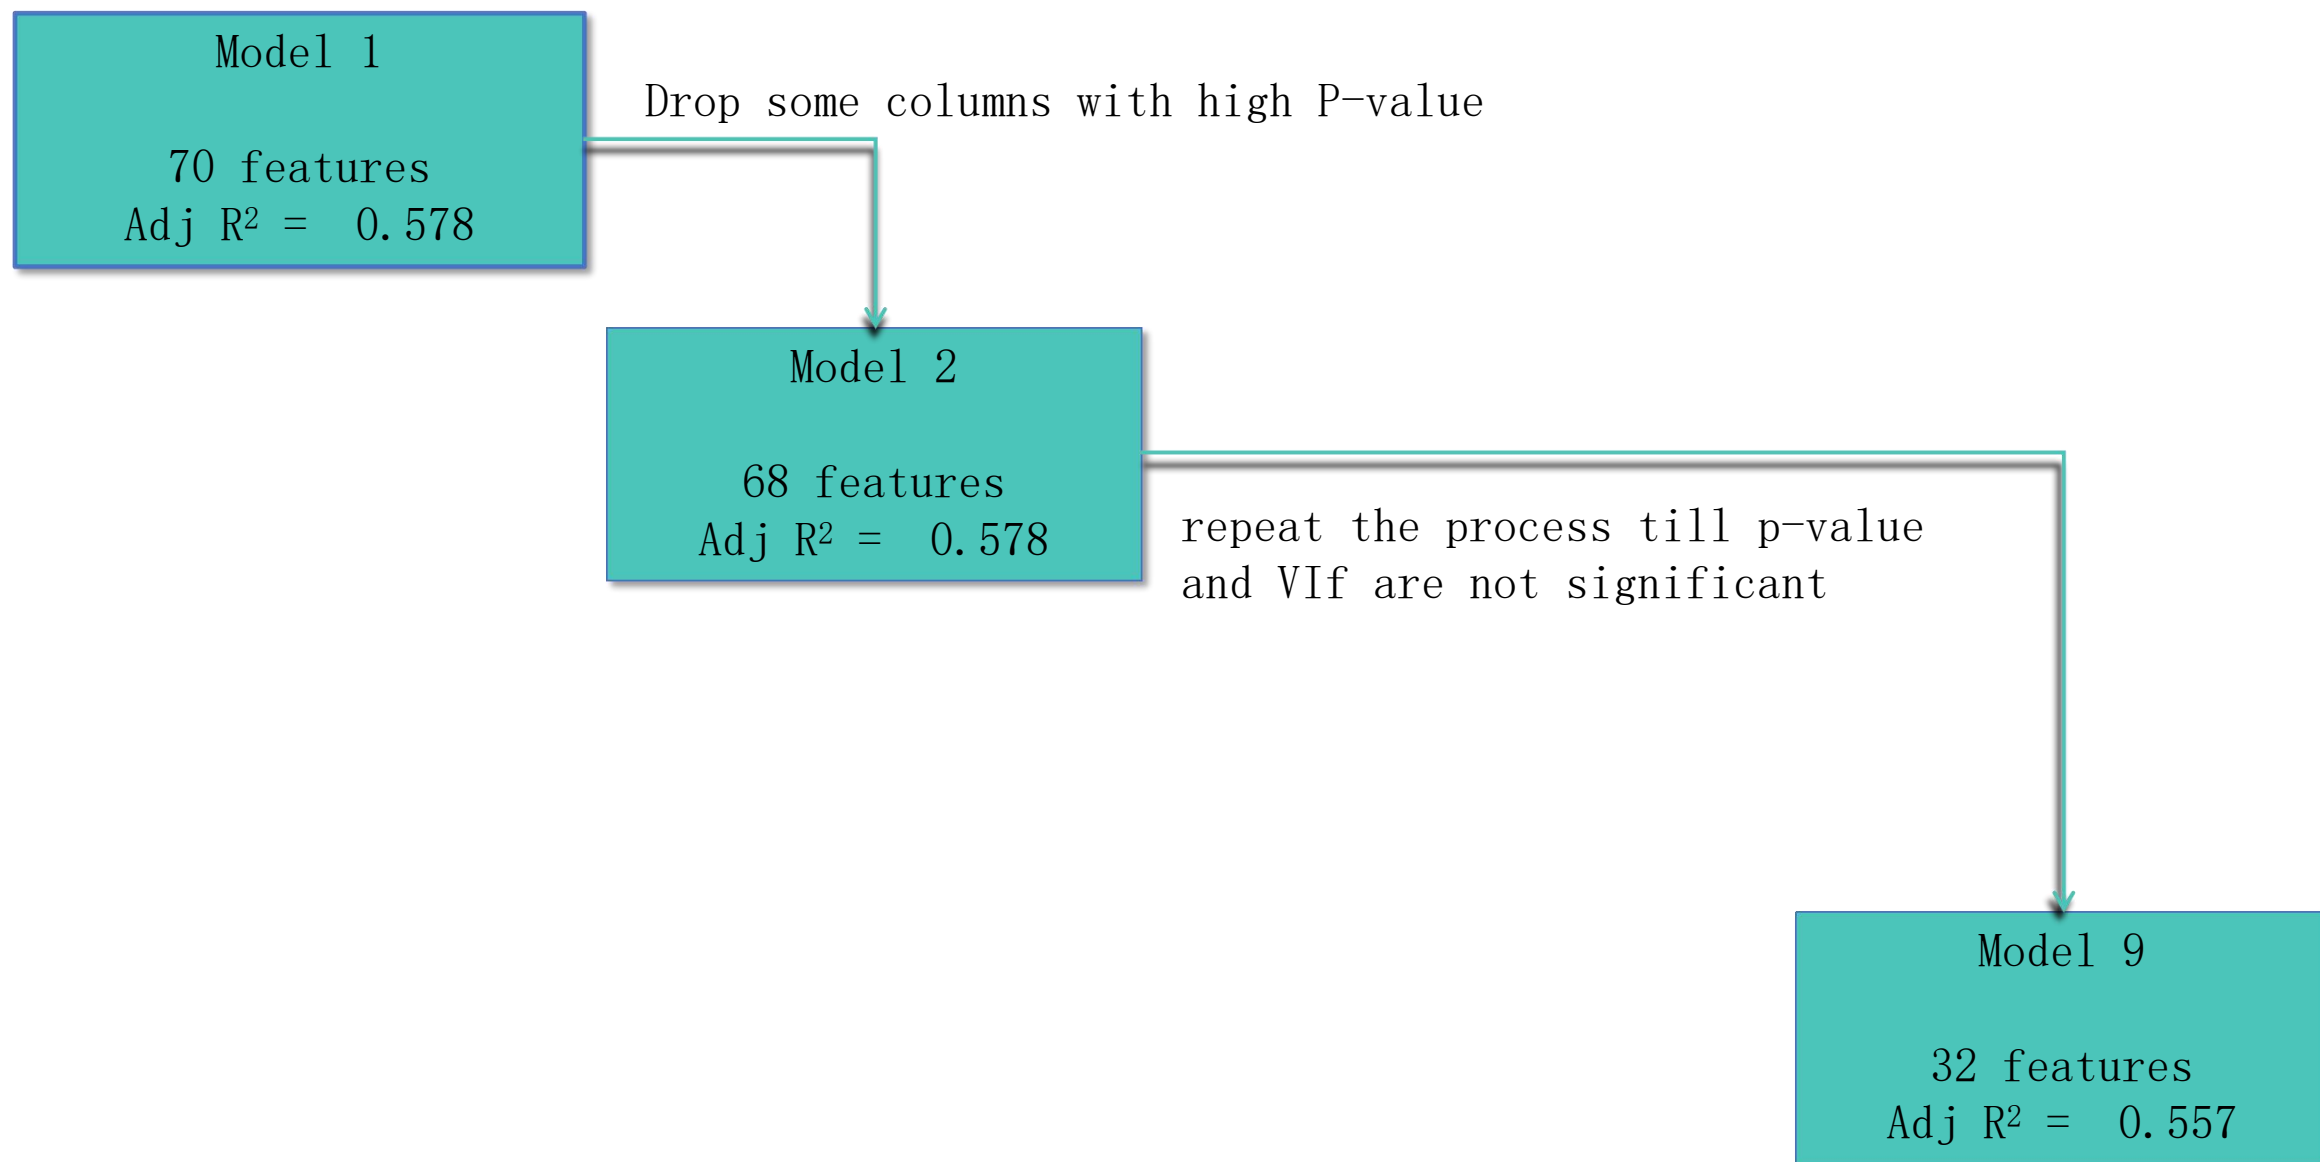 Model 1
70 features
Adj R² = 0.578
Drop some columns with high P-value
Model 2
68 features
Adj R² = 0.578
repeat the process till p-value
and VIf are not significant
Model 9
32 features
Adj R² = 0.557